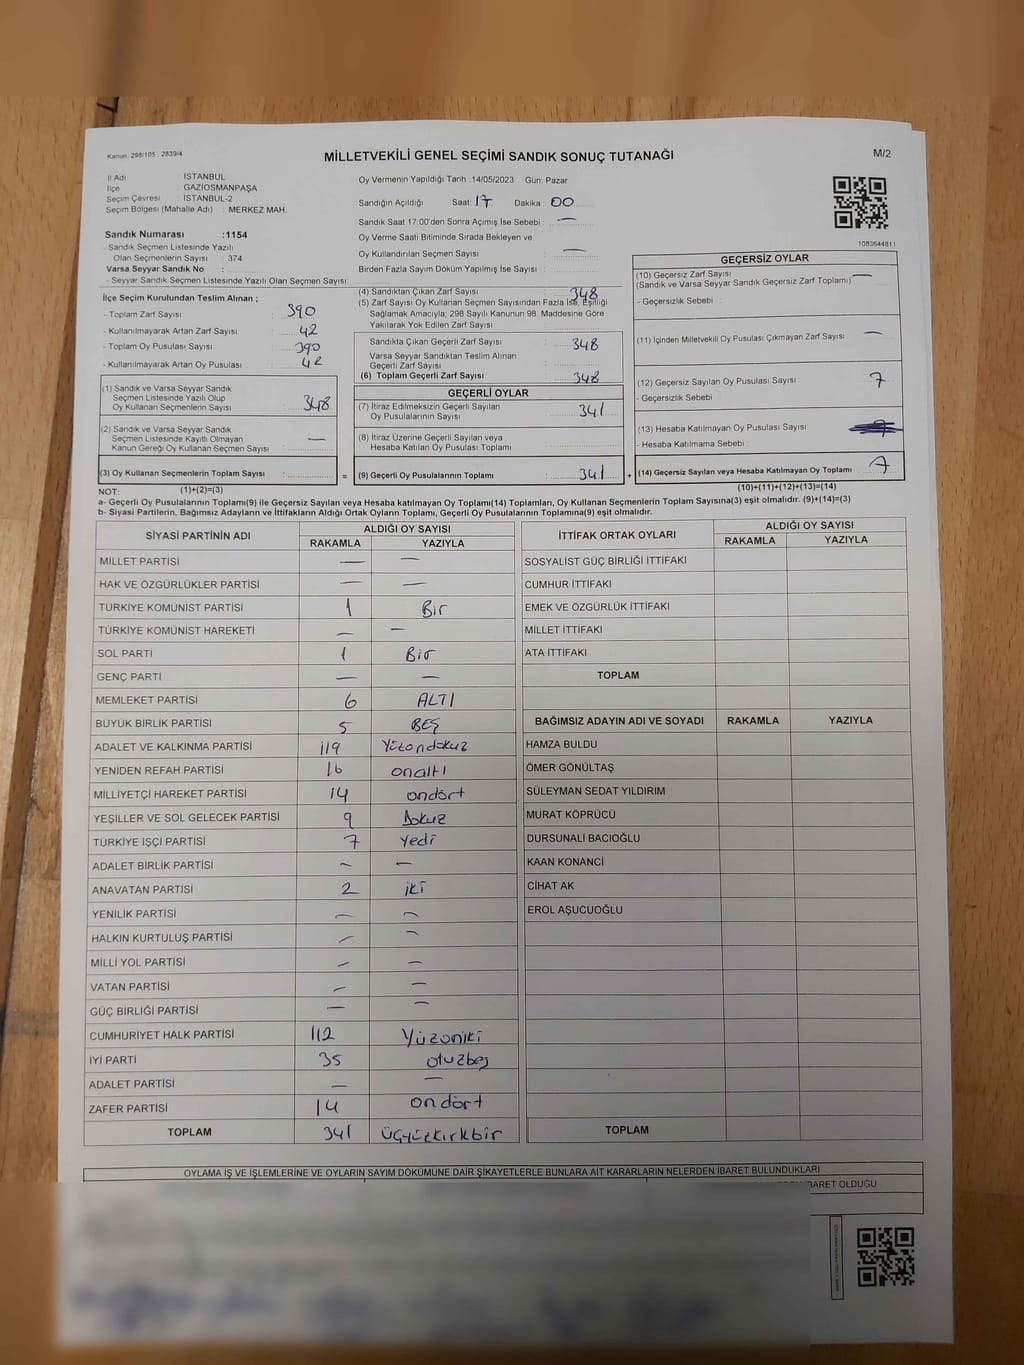 Kanun. 298/105 - 2839/4
MİLLETVEKİLİ GENEL SEÇİMİ SANDIK SONUÇ TUTANAĞI
M/2
İl Adı İSTANBUL
İlçe GAZİOSMANPAŞA
Seçim Çevresi İSTANBUL-2
Seçim Bölgesi (Mahalle Adı) : MERKEZ MAH.
Sandık Numarası :1154
- Sandık Seçmen Listesinde Yazılı
Olan Seçmenlerin Sayısı : 374
Varsa Seyyar Sandık No :
- Seyyar Sandık Seçmen Listesinde Yazılı Olan Seçmen Sayısı:
Oy Vermenin Yapıldığı Tarih :14/05/2023 Gün: Pazar
Sandığın Açıldığı Saat: 17 Dakika : 00
Sandık Saat 17:00'den Sonra Açımış İse Sebebi : —
Oy Verme Saati Bitiminde Sırada Bekleyen ve
Oy Kullandırılan Seçmen Sayısı : —
Birden Fazla Sayım Döküm Yapılmış İse Sayısı :
1083644811
İlçe Seçim Kurulundan Teslim Alınan ;
- Toplam Zarf Sayısı : 390
- Kullanılmayarak Artan Zarf Sayısı : 42
- Toplam Oy Pusulası Sayısı : 390
- Kullanılmayarak Artan Oy Pusulası : 42
(1) Sandık ve Varsa Seyyar Sandık
Seçmen Listesinde Yazılı Olup
Oy Kullanan Seçmenlerin Sayısı : 348
(2) Sandık ve Varsa Seyyar Sandık
Seçmen Listesinde Kayıtlı Olmayan
Kanun Gereği Oy Kullanan Seçmen Sayısı : —
(3) Oy Kullanan Seçmenlerin Toplam Sayısı :
(1)+(2)=(3)
(4) Sandıktan Çıkan Zarf Sayısı : 348
(5) Zarf Sayısı Oy Kullanan Seçmen Sayısından Fazla İse, Eşitliği
Sağlamak Amacıyla; 298 Sayılı Kanunun 98. Maddesine Göre
Yakılarak Yok Edilen Zarf Sayısı :
Sandıkta Çıkan Geçerli Zarf Sayısı : 348
Varsa Seyyar Sandıktan Teslim Alınan
Geçerli Zarf Sayısı :
(6) Toplam Geçerli Zarf Sayısı : 348
GEÇERLİ OYLAR
(7) İtiraz Edilmeksizin Geçerli Sayılan
Oy Pusulalarının Sayısı : 341
(8) İtiraz Üzerine Geçerli Sayılan veya
Hesaba Katılan Oy Pusulası Toplamı :
= (9) Geçerli Oy Pusulalarının Toplamı : 341 +
GEÇERSİZ OYLAR
(10) Geçersiz Zarf Sayısı : —
(Sandık ve Varsa Seyyar Sandık Geçersiz Zarf Toplamı)
- Geçersizlik Sebebi :
(11) İçinden Milletvekili Oy Pusulası Çıkmayan Zarf Sayısı : —
(12) Geçersiz Sayılan Oy Pusulası Sayısı : 7
- Geçersizlik Sebebi
(13) Hesaba Katılmayan Oy Pusulası Sayısı :
- Hesaba Katılmama Sebebi :
(14) Geçersiz Sayılan veya Hesaba Katılmayan Oy Toplamı : 7
(10)+(11)+(12)+(13)=(14)
NOT:
a- Geçerli Oy Pusulalarının Toplamı(9) ile Geçersiz Sayılan veya Hesaba katılmayan Oy Toplamı(14) Toplamları, Oy Kullanan Seçmenlerin Toplam Sayısına(3) eşit olmalıdır. (9)+(14)=(3)
b- Siyasi Partilerin, Bağımsız Adayların ve İttifakların Aldığı Ortak Oyların Toplamı, Geçerli Oy Pusulalarının Toplamına(9) eşit olmalıdır.
SİYASİ PARTİNİN ADI ALDIĞI OY SAYISI
RAKAMLA YAZIYLA
MİLLET PARTİSİ — —
HAK VE ÖZGÜRLÜKLER PARTİSİ — —
TÜRKİYE KOMÜNİST PARTİSİ 1 Bir
TÜRKİYE KOMÜNİST HAREKETİ — —
SOL PARTİ 1 Bir
GENÇ PARTİ — —
MEMLEKET PARTİSİ 6 ALTI
BÜYÜK BİRLİK PARTİSİ 5 BEŞ
ADALET VE KALKINMA PARTİSİ 119 Yüzondokuz
YENİDEN REFAH PARTİSİ 16 onaltı
MİLLİYETÇİ HAREKET PARTİSİ 14 ondört
YEŞİLLER VE SOL GELECEK PARTİSİ 9 Dokuz
TÜRKİYE İŞÇİ PARTİSİ 7 Yedi
ADALET BİRLİK PARTİSİ — —
ANAVATAN PARTİSİ 2 iki
YENİLİK PARTİSİ — —
HALKIN KURTULUŞ PARTİSİ — —
MİLLİ YOL PARTİSİ — —
VATAN PARTİSİ — —
GÜÇ BİRLİĞİ PARTİSİ — —
CUMHURİYET HALK PARTİSİ 112 Yüzoniki
İYİ PARTİ 35 otuzbeş
ADALET PARTİSİ — —
ZAFER PARTİSİ 14 ondört
TOPLAM 341 üçyüzkırkbir
İTTİFAK ORTAK OYLARI ALDIĞI OY SAYISI
RAKAMLA YAZIYLA
SOSYALİST GÜÇ BİRLİĞİ İTTİFAKI
CUMHUR İTTİFAKI
EMEK VE ÖZGÜRLÜK İTTİFAKI
MİLLET İTTİFAKI
ATA İTTİFAKI
TOPLAM
BAĞIMSIZ ADAYIN ADI VE SOYADI RAKAMLA YAZIYLA
HAMZA BULDU
ÖMER GÖNÜLTAŞ
SÜLEYMAN SEDAT YILDIRIM
MURAT KÖPRÜCÜ
DURSUNALİ BACIOĞLU
KAAN KONANCİ
CİHAT AK
EROL AŞUCUOĞLU
TOPLAM
OYLAMA İŞ VE İŞLEMLERİNE VE OYLARIN SAYIM DÖKÜMÜNE DAİR ŞİKAYETLERLE BUNLARA AİT KARARLARIN NELERDEN İBARET BULUNDUKLARI
İBARET OLDUĞU